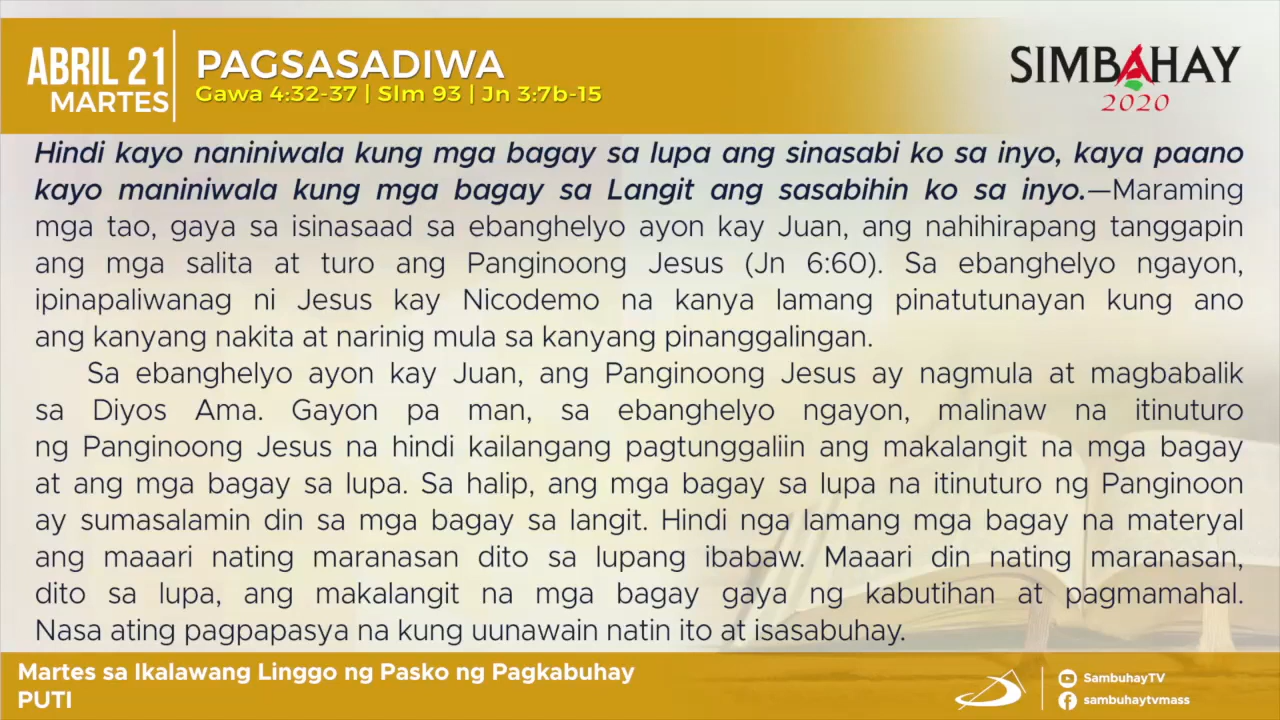 ABRIL 21
MARTES
PAGSASADIWA
Gawa 4:32-37 | Slm 93 | Jn 3:7b-15
SIMBAHAY
2020
Hindi kayo naniniwala kung mga bagay sa lupa ang sinasabi ko sa inyo, kaya paano
kayo maniniwala kung mga bagay sa Langit ang sasabihin ko sa inyo.—Maraming
mga tao, gaya sa isinasaad sa ebanghelyo ayon kay Juan, ang nahihirapang tanggapin
ang mga salita at turo ang Panginoong Jesus (Jn 6:60). Sa ebanghelyo ngayon,
ipinapaliwanag ni Jesus kay Nicodemo na kanya lamang pinatutunayan kung ano
ang kanyang nakita at narinig mula sa kanyang pinanggalingan.
Sa ebanghelyo ayon kay Juan, ang Panginoong Jesus ay nagmula at magbabalik
sa Diyos Ama. Gayon pa man, sa ebanghelyo ngayon, malinaw na itinuturo
ng Panginoong Jesus na hindi kailangang pagtunggaliin ang makalangit na mga bagay
at ang mga bagay sa lupa. Sa halip, ang mga bagay sa lupa na itinuturo ng Panginoon
ay sumasalamin din sa mga bagay sa langit. Hindi nga lamang mga bagay na materyal
ang maaari nating maranasan dito sa lupang ibabaw. Maaari din nating maranasan,
dito sa lupa, ang makalangit na mga bagay gaya ng kabutihan at pagmamahal.
Nasa ating pagpapasya na kung uunawain natin ito at isasabuhay.
Martes sa Ikalawang Linggo ng Pasko ng Pagkabuhay
PUTI
SambuhayTV
sambuhaytvmass